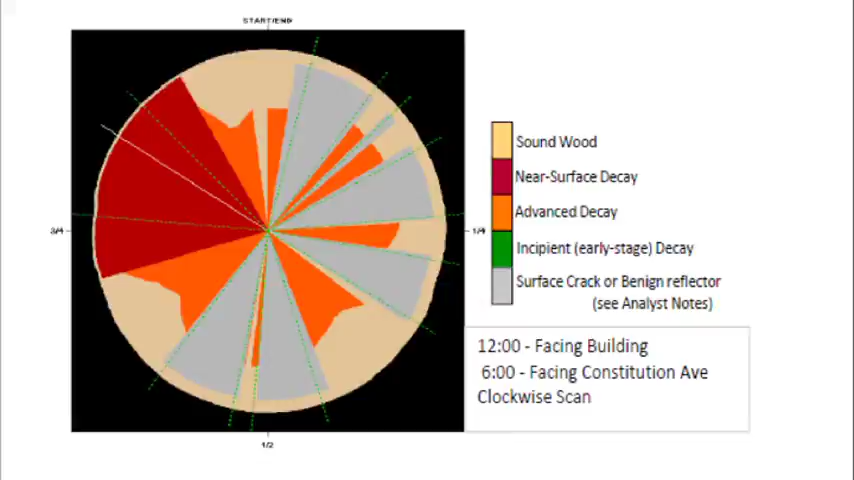 START/END
3/4
1/4
1/2
Sound Wood
Near-Surface Decay
Advanced Decay
Incipient (early-stage) Decay
Surface Crack or Benign reflector
(see Analyst Notes)
12:00 - Facing Building
6:00 - Facing Constitution Ave
Clockwise Scan